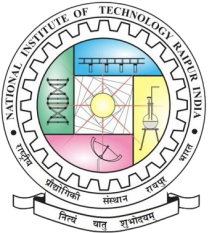 NATIONAL INSTITUTE OF TECHNOLOGY RAIPUR INDIA
राष्ट्रीय प्रौद्योगिकी संस्थान रायपुर भारत
नित्यं यातु शुभोदयम्